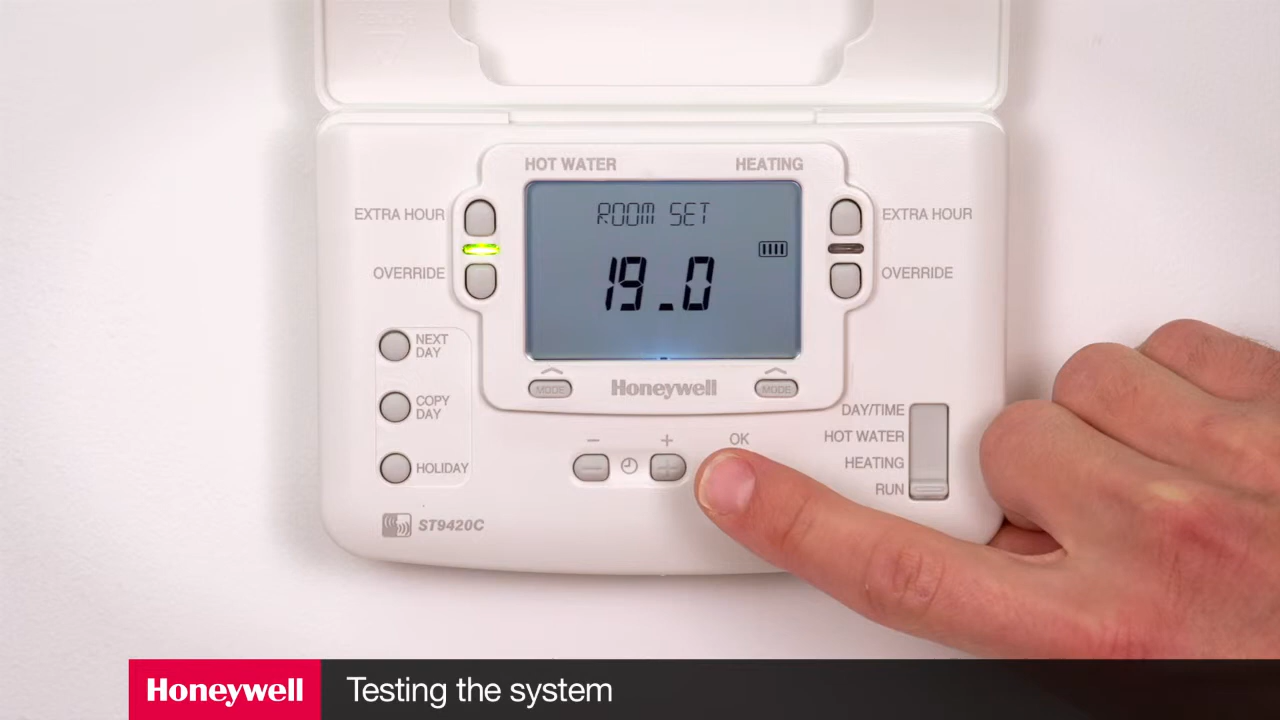 HOT WATER HEATING
EXTRA HOUR ROOM SET EXTRA HOUR
OVERRIDE 19.0 OVERRIDE
NEXT
DAY
MODE Honeywell MODE
COPY
DAY
DAY/TIME
HOT WATER
− + OK
HEATING
HOLIDAY
RUN
ST9420C
Honeywell Testing the system